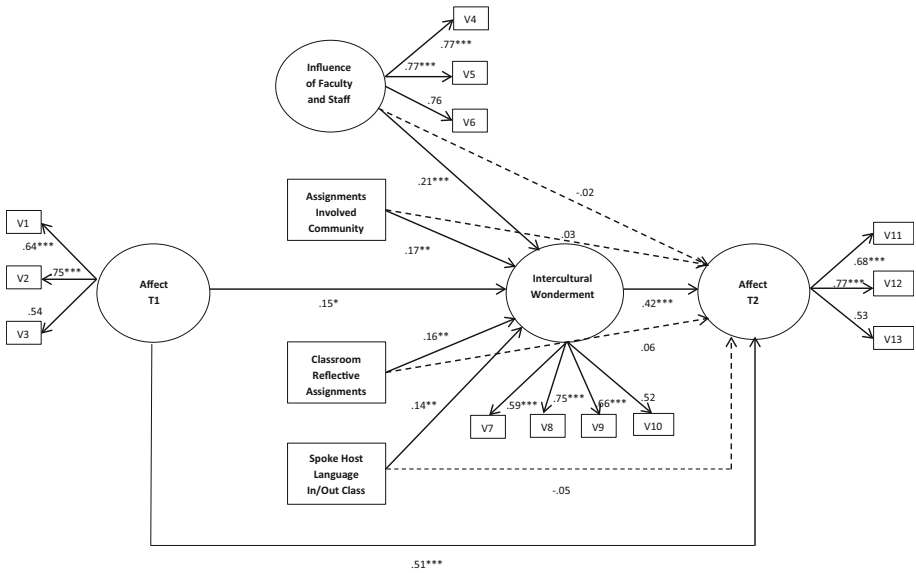 V4
.77***
Influence
of Faculty
and Staff
.77***
V5
.76
V6
-.02
.21***
Assignments
Involved
Community
.03
.17**
V1
.64***
V2
.75***
.54
V3
Affect
T1
.15*
Intercultural
Wonderment
.42***
Affect
T2
V11
.68***
.77***
V12
.53
V13
.16**
.06
Classroom
Reflective
Assignments
.14**
.59***
.75***
.66***
.52
V7
V8
V9
V10
Spoke Host
Language
In/Out Class
-.05
.51***